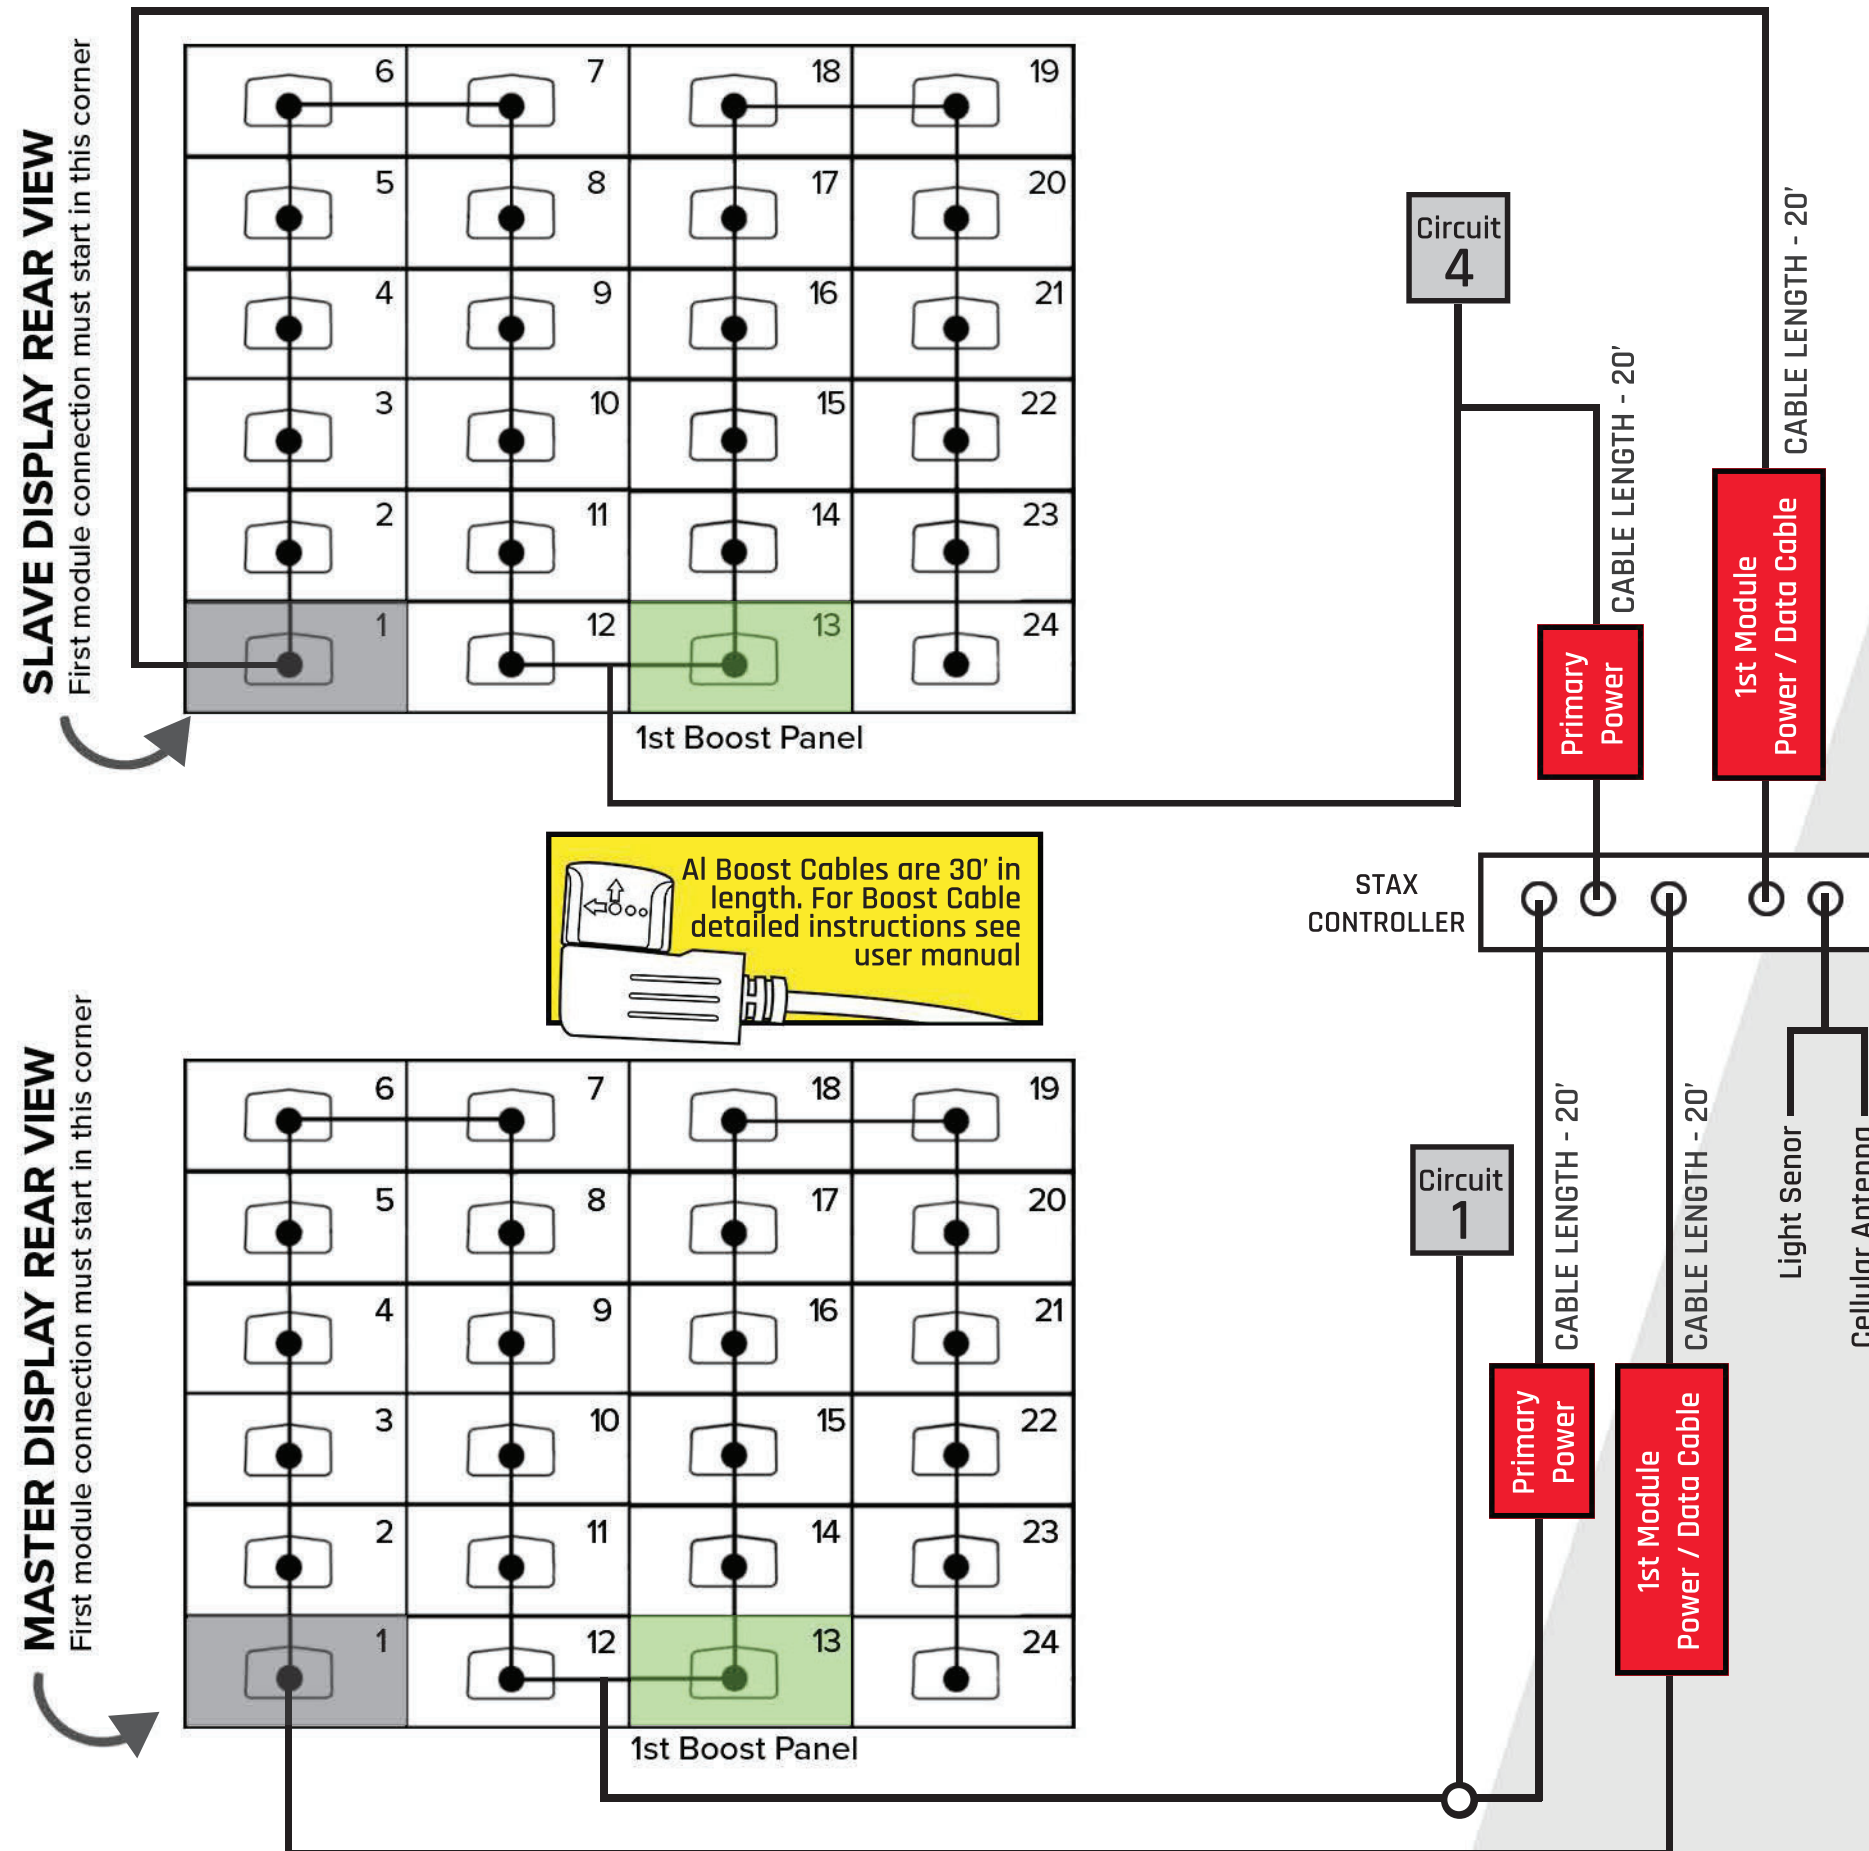 SLAVE DISPLAY REAR VIEW
First module connection must start in this corner
6 7 18 19
5 8 17 20
4 9 16 21
3 10 15 22
2 11 14 23
1 12 13 24
1st Boost Panel
Circuit
4
CABLE LENGTH - 20'
CABLE LENGTH - 20'
Primary
Power
1st Module
Power / Data Cable
Al Boost Cables are 30' in
length. For Boost Cable
detailed instructions see
user manual
STAX
CONTROLLER
MASTER DISPLAY REAR VIEW
First module connection must start in this corner
6 7 18 19
5 8 17 20
4 9 16 21
3 10 15 22
2 11 14 23
1 12 13 24
1st Boost Panel
Circuit
1
CABLE LENGTH - 20'
CABLE LENGTH - 20'
Primary
Power
1st Module
Power / Data Cable
Light Senor
Cellular Antenna